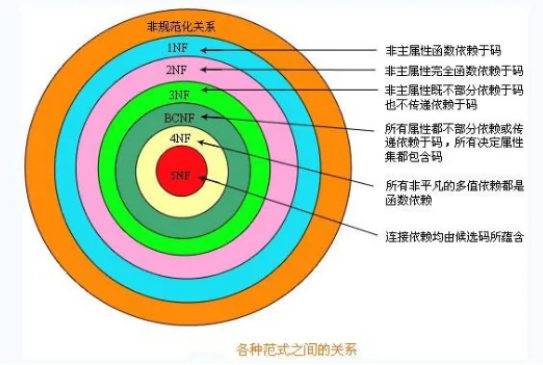 非规范化关系
1NF
2NF
3NF
BCNF
4NF
5NF
非主属性函数依赖于码
非主属性完全函数依赖于码
非主属性既不部分依赖于码
也不传递依赖于码
所有属性都不部分依赖或传
递依赖于码，所有决定属性
集都包含码
所有非平凡的多值依赖都是
函数依赖
连接依赖均由候选码所蕴含
各种范式之间的关系